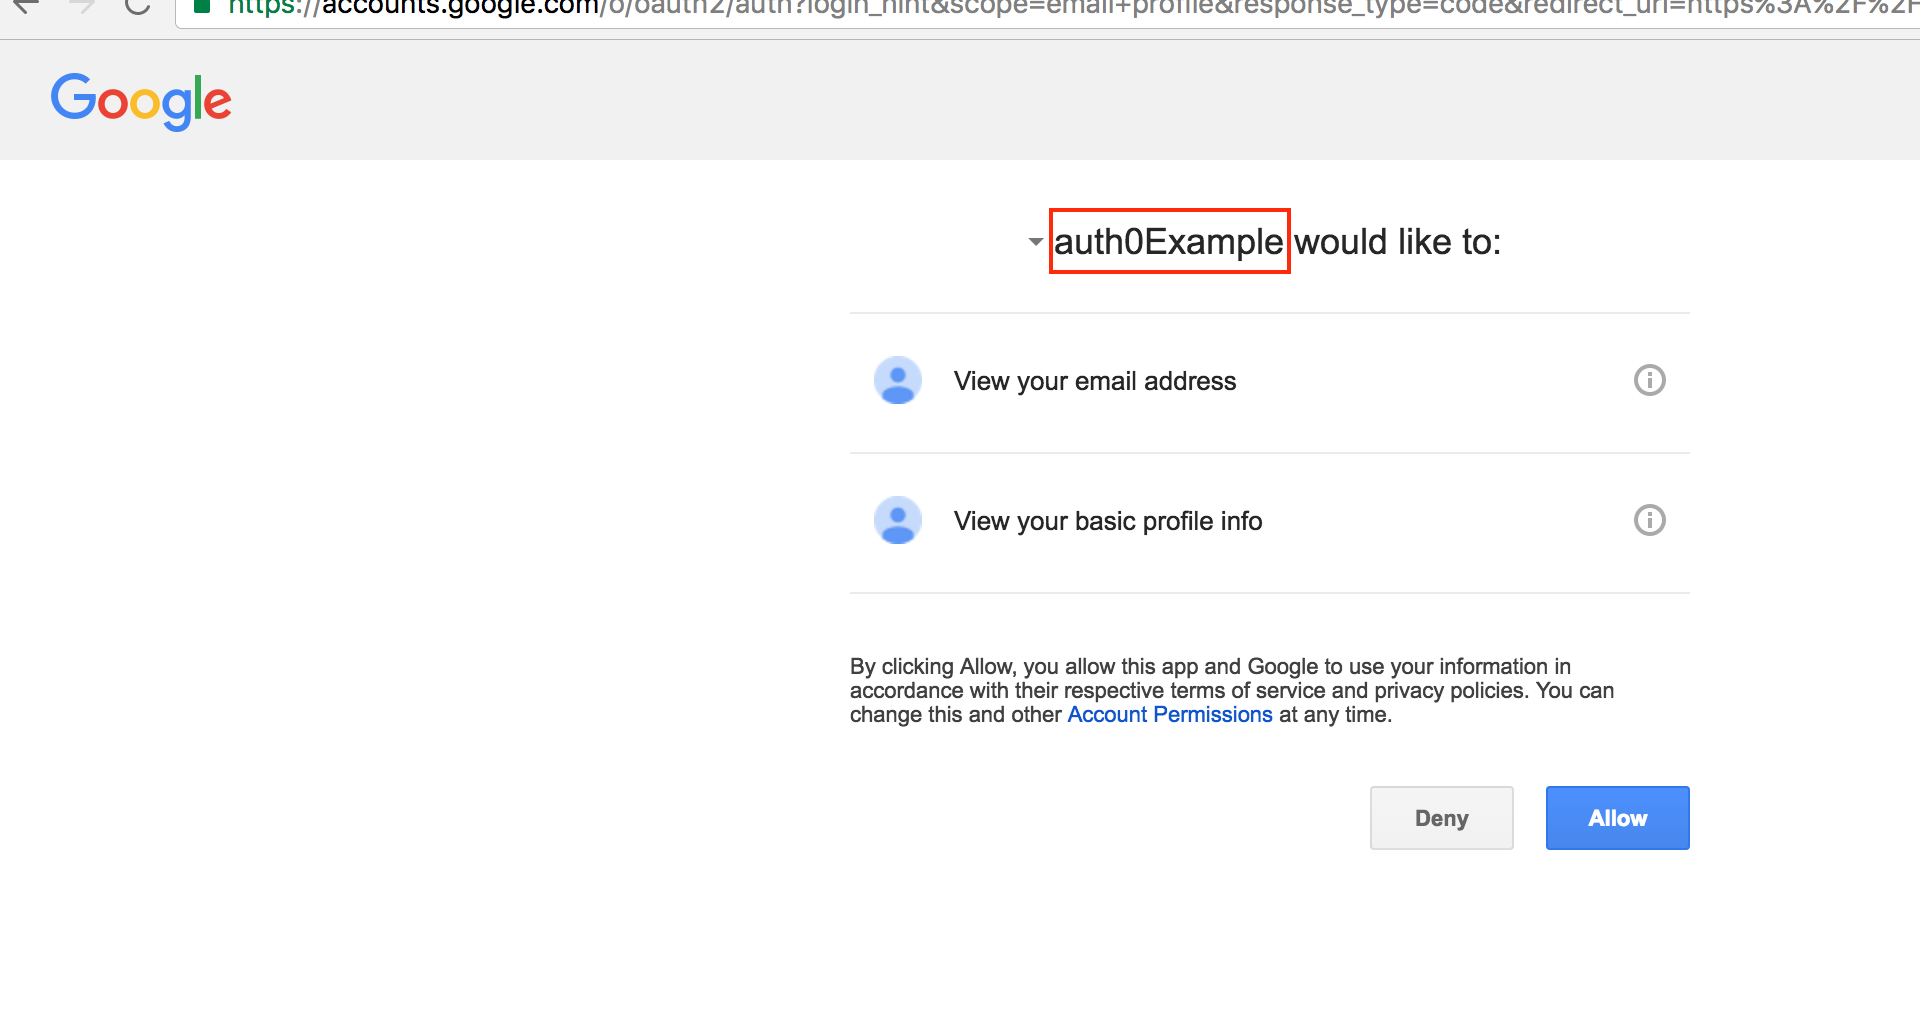 https://accounts.google.com/o/oauth2/auth?login_hint&scope=email+profile&response_type=code&redirect_uri=https%3A%2F%2F
Google
auth0Example would like to:
View your email address
View your basic profile info
By clicking Allow, you allow this app and Google to use your information in
accordance with their respective terms of service and privacy policies. You can
change this and other Account Permissions at any time.
Deny Allow